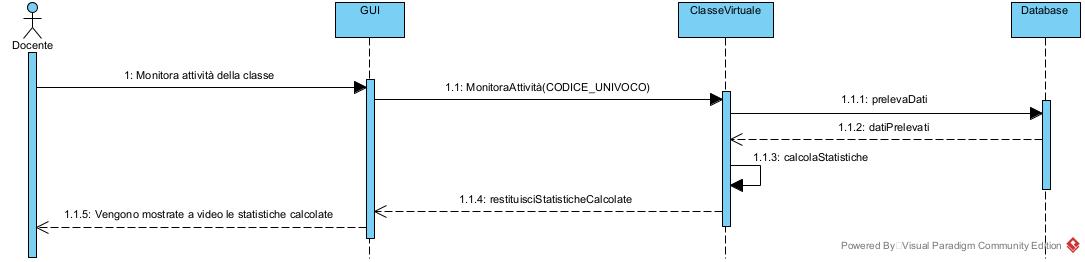 GUI
ClasseVirtuale
Database
Docente
1: Monitora attività della classe
1.1: MonitoraAttività(CODICE_UNIVOCO)
1.1.1: prelevaDati
1.1.2: datiPrelevati
1.1.3: calcolaStatistiche
1.1.4: restituisciStatisticheCalcolate
1.1.5: Vengono mostrate a video le statistiche calcolate
Powered By Visual Paradigm Community Edition